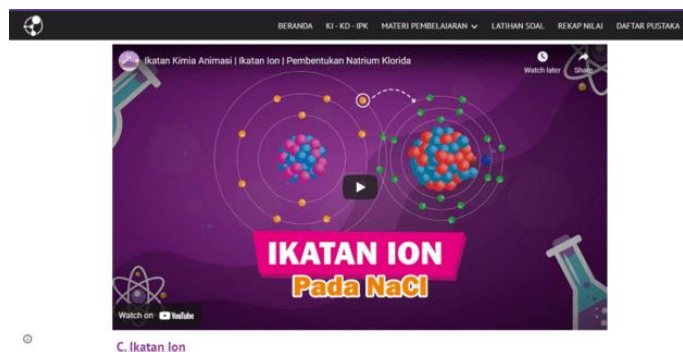 BERANDA KI - KD - IPK MATERI PEMBELAJARAN LATIHAN SOAL REKAP NILAI DAFTAR PUSTAKA
Ikatan Kimia Animasi | Ikatan Ion | Pembentukan Natrium Klorida
Watch later Share
IKATAN ION
Pada NaCl
Watch on YouTube
C. Ikatan Ion